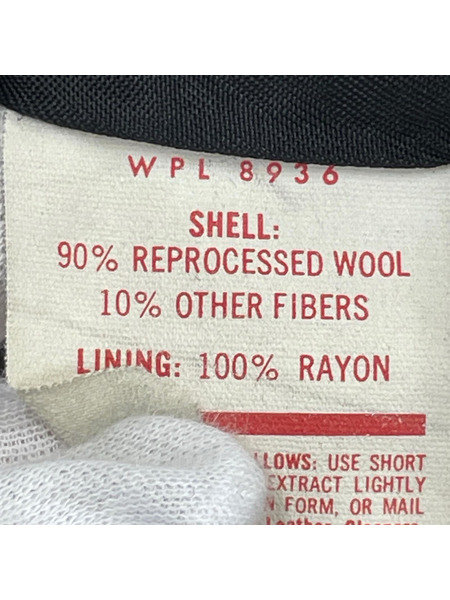 WPL 8936
SHELL:
90% REPROCESSED WOOL
10% OTHER FIBERS
LINING: 100% RAYON
USE SHORT
EXTRACT LIGHTLY
FORM, OR MAIL